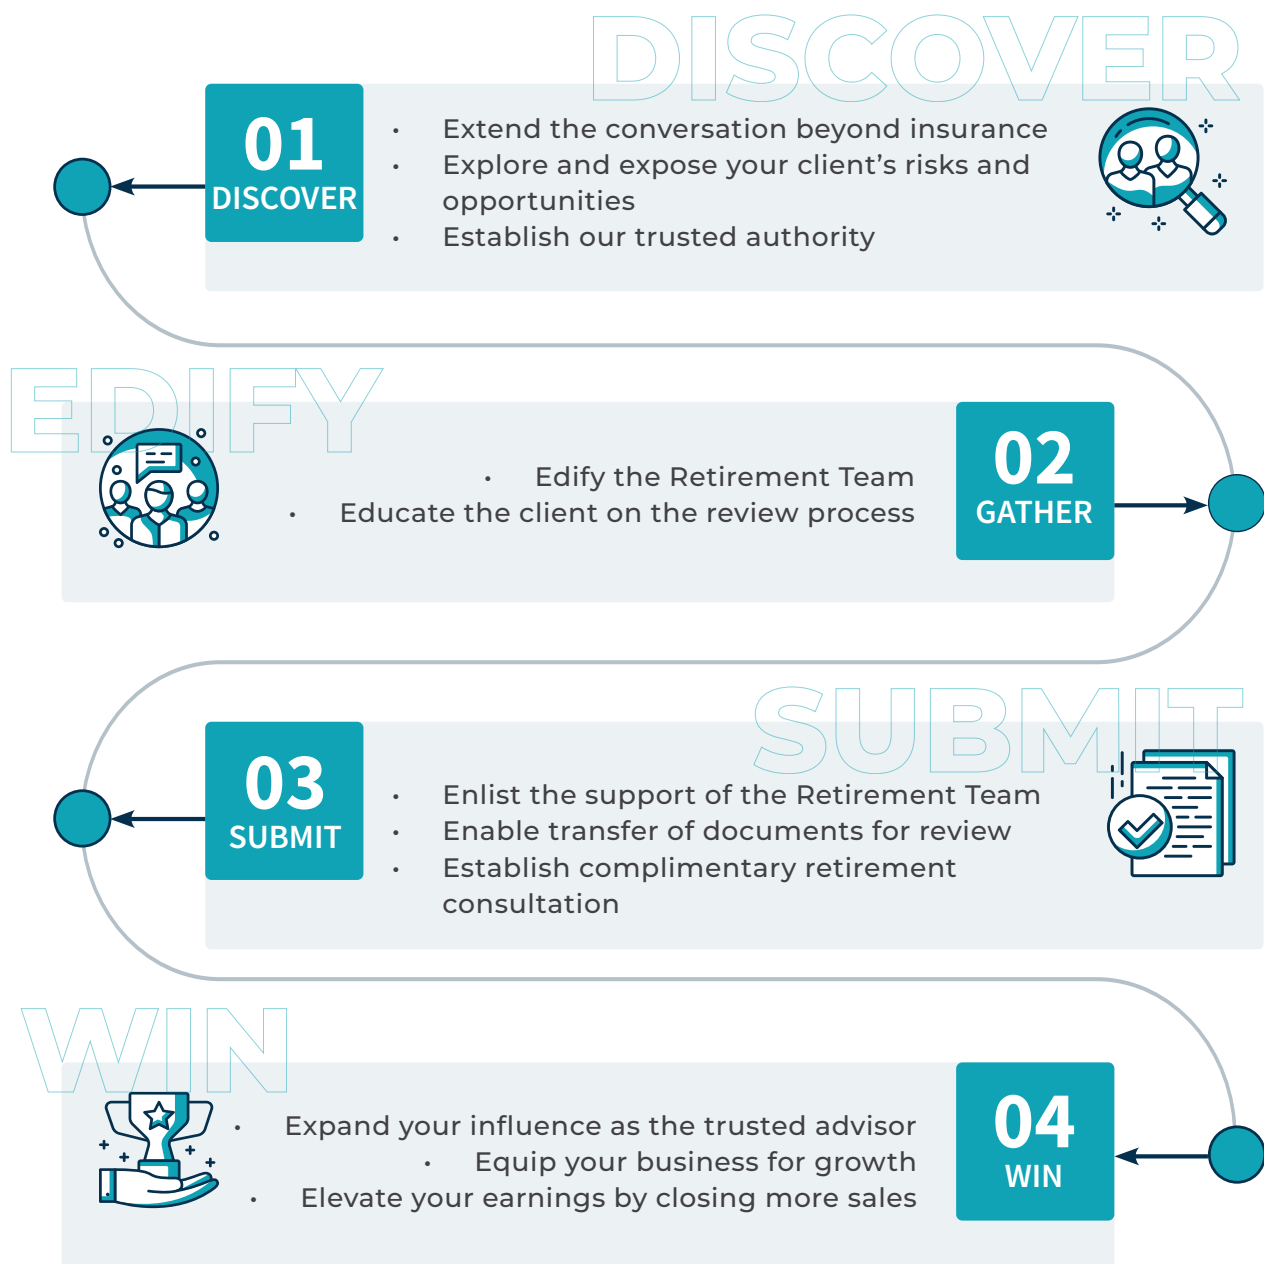 DISCOVER
01
DISCOVER
• Extend the conversation beyond insurance
• Explore and expose your client’s risks and
opportunities
• Establish our trusted authority
EDIFY
• Edify the Retirement Team
• Educate the client on the review process
02
GATHER
SUBMIT
03
SUBMIT
• Enlist the support of the Retirement Team
• Enable transfer of documents for review
• Establish complimentary retirement
consultation
WIN
• Expand your influence as the trusted advisor
• Equip your business for growth
• Elevate your earnings by closing more sales
04
WIN